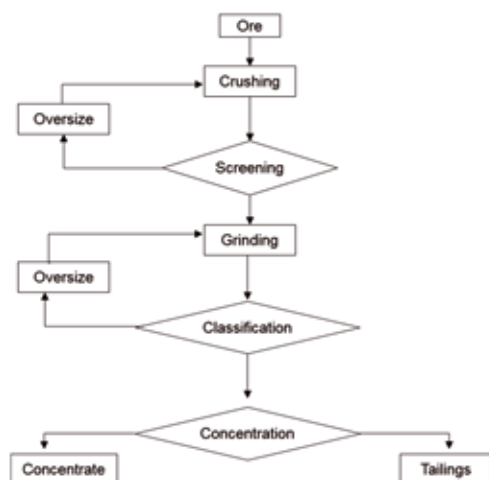 Ore
Crushing
Oversize
Screening
Grinding
Oversize
Classification
Concentration
Concentrate
Tailings